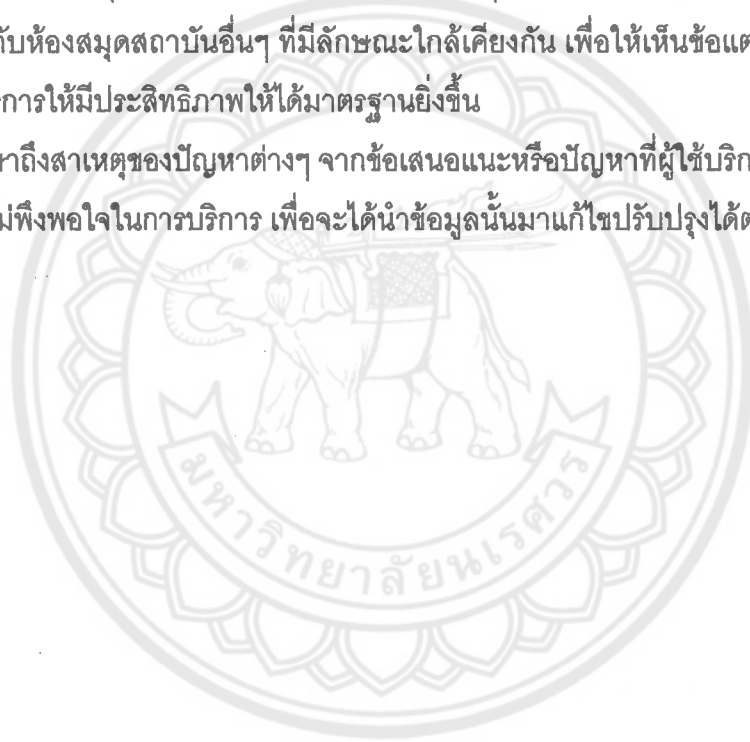 กับห้องสมุดสถาบันอื่นๆ ที่มีลักษณะใกล้เคียงกัน เพื่อให้เห็นข้อแต
การให้มีประสิทธิภาพให้ได้มาตรฐานยิ่งขึ้น
าถึงสาเหตุของปัญหาต่างๆ จากข้อเสนอแนะหรือปัญหาที่ผู้ใช้บริก
ม่พึงพอใจในการบริการ เพื่อจะได้นำข้อมูลนั้นมาแก้ไขปรับปรุงได้ต
มหาวิทยาลัยนเรศวร